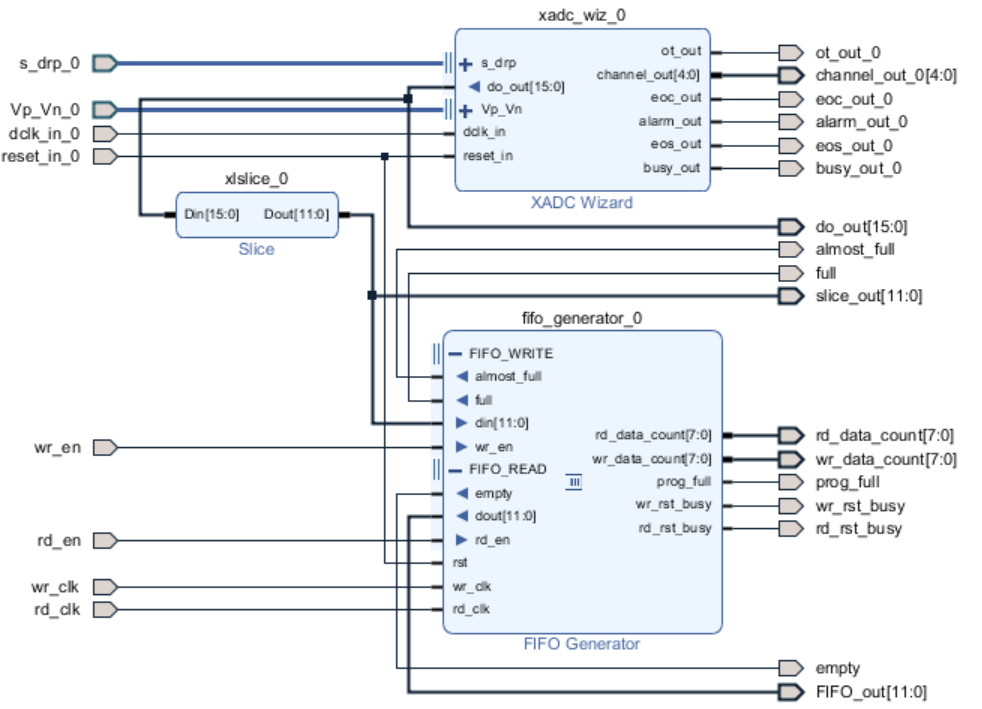 xadc_wiz_0
s_drp_0
Vp_Vn_0
dclk_in_0
reset_in_0
s_drp
do_out[15:0]
Vp_Vn
dclk_in
reset_in
ot_out
channel_out[4:0]
eoc_out
alarm_out
eos_out
busy_out
ot_out_0
channel_out_0[4:0]
eoc_out_0
alarm_out_0
eos_out_0
busy_out_0
XADC Wizard
xlslice_0
Din[15:0] Dout[11:0]
Slice
do_out[15:0]
almost_full
full
slice_out[11:0]
fifo_generator_0
FIFO_WRITE
almost_full
full
din[11:0]
wr_en
FIFO_READ
empty
dout[11:0]
rd_en
rst
wr_clk
rd_clk
wr_en
rd_en
wr_clk
rd_clk
rd_data_count[7:0]
wr_data_count[7:0]
prog_full
wr_rst_busy
rd_rst_busy
rd_data_count[7:0]
wr_data_count[7:0]
prog_full
wr_rst_busy
rd_rst_busy
FIFO Generator
empty
FIFO_out[11:0]